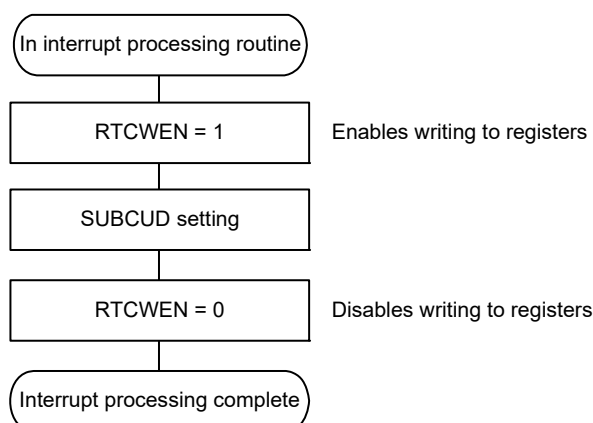 In interrupt processing routine
RTCWEN = 1
Enables writing to registers
SUBCUD setting
RTCWEN = 0
Disables writing to registers
Interrupt processing complete